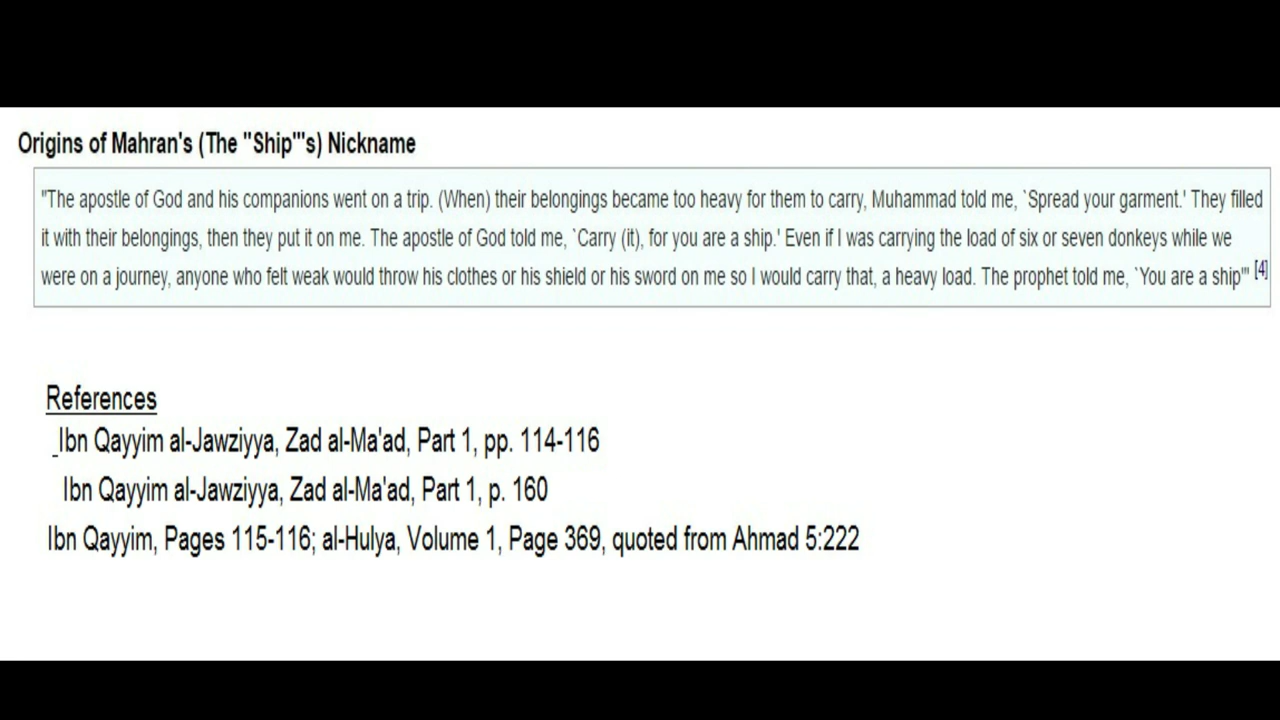 Origins of Mahran's (The "Ship"'s) Nickname
"The apostle of God and his companions went on a trip. (When) their belongings became too heavy for them to carry, Muhammad told me, `Spread your garment.' They filled
it with their belongings, then they put it on me. The apostle of God told me, `Carry (it), for you are a ship.' Even if I was carrying the load of six or seven donkeys while we
were on a journey, anyone who felt weak would throw his clothes or his shield or his sword on me so I would carry that, a heavy load. The prophet told me, `You are a ship'" [4]
References
_Ibn Qayyim al-Jawziyya, Zad al-Ma'ad, Part 1, pp. 114-116
Ibn Qayyim al-Jawziyya, Zad al-Ma'ad, Part 1, p. 160
Ibn Qayyim, Pages 115-116; al-Hulya, Volume 1, Page 369, quoted from Ahmad 5:222